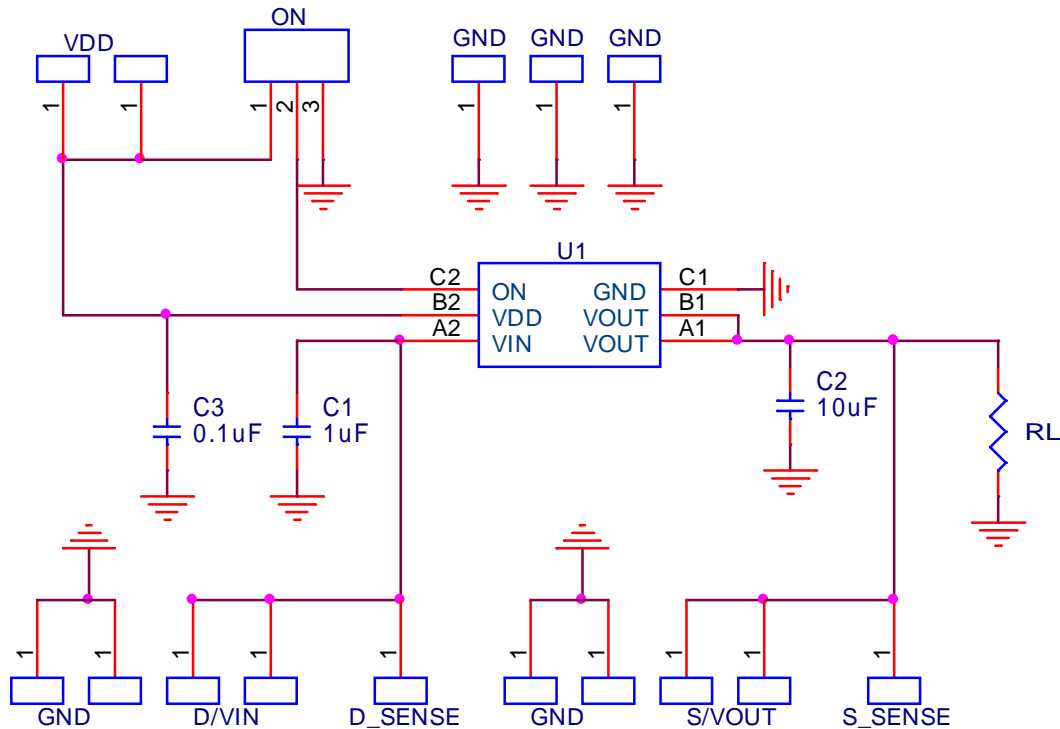 ON
VDD
GND GND GND
1 1 1 2 3 1 1 1
U1
C2 ON GND C1
B2 VDD VOUT B1
A2 VIN VOUT A1
C3
0.1uF
C1
1uF
C2
10uF
RL
1 1 1 1 1 1 1 1 1 1
GND D/VIN D_SENSE GND S/VOUT S_SENSE